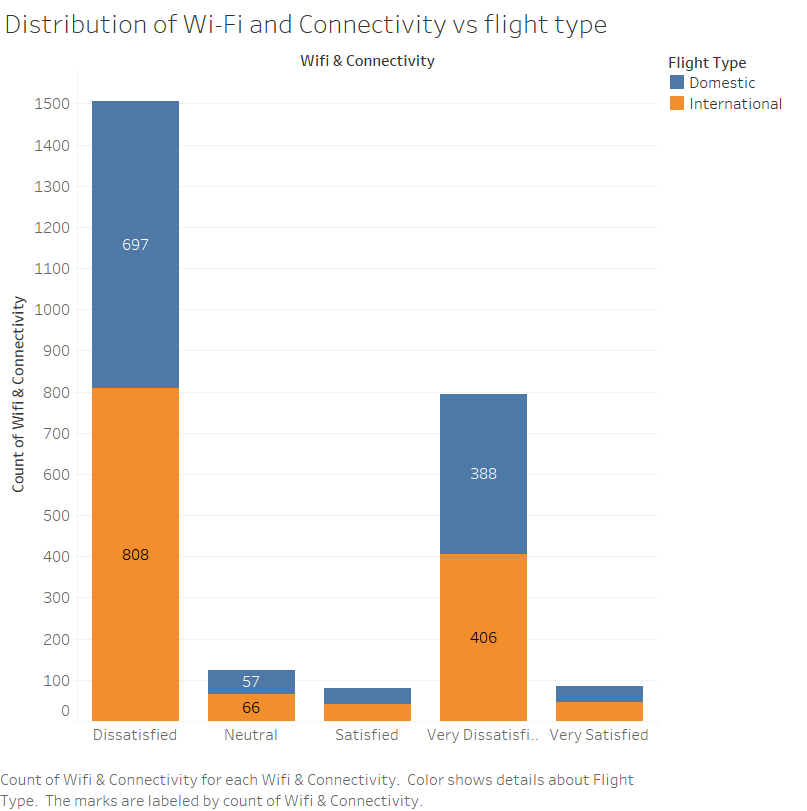 Distribution of Wi-Fi and Connectivity vs flight type
Wifi & Connectivity
Flight Type
Domestic
International
Count of Wifi & Connectivity
1500
1400
1300
1200
1100
1000
900
800
700
600
500
400
300
200
100
0
697
808
57
66
388
406
Dissatisfied
Neutral
Satisfied
Very Dissatisfi..
Very Satisfied
Count of Wifi & Connectivity for each Wifi & Connectivity. Color shows details about Flight
Type. The marks are labeled by count of Wifi & Connectivity.